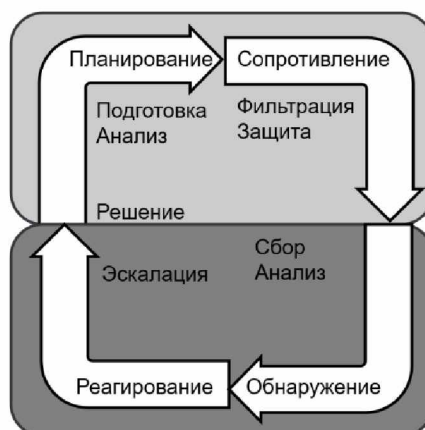 Планирование
Сопротивление
Подготовка
Анализ
Фильтрация
Защита
Решение
Эскалация
Сбор
Анализ
Реагирование
Обнаружение